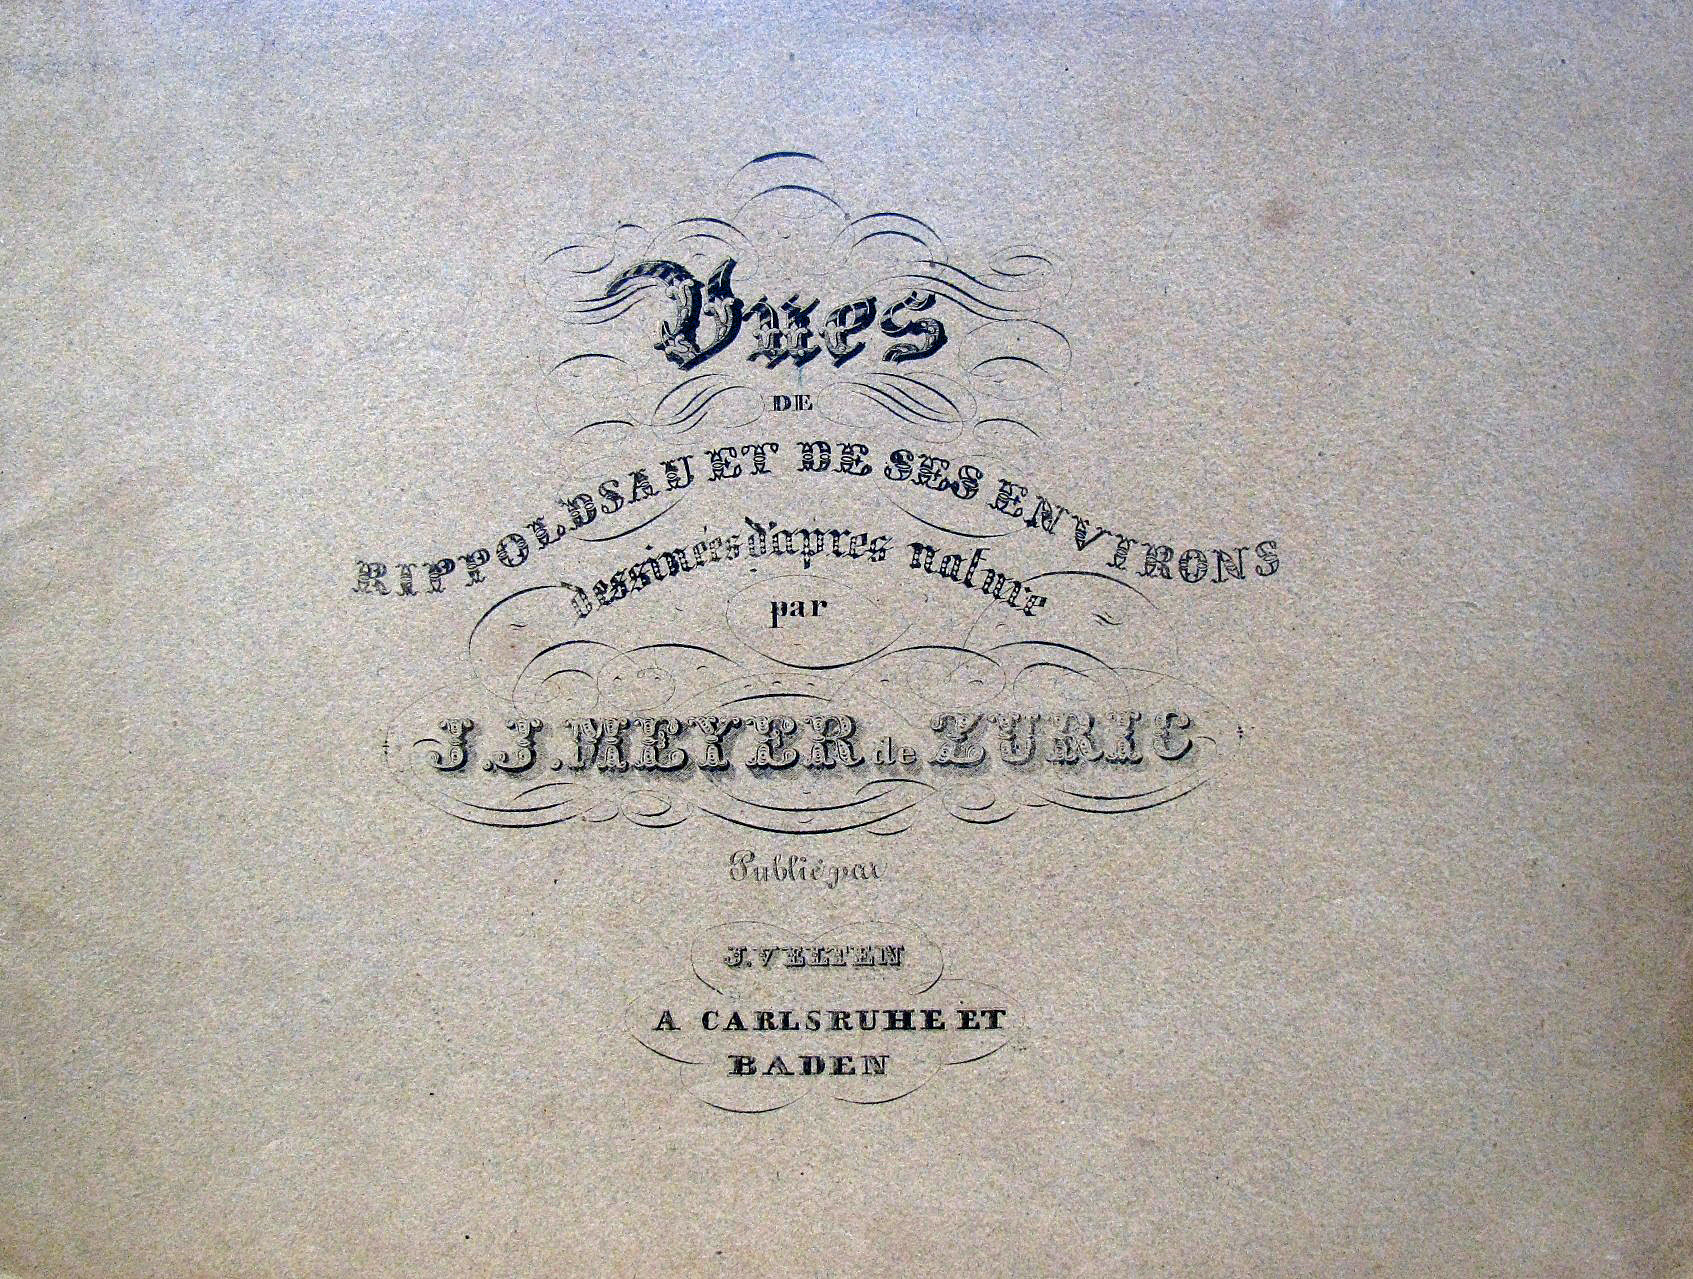 Vues
DE
RIPPOLDSAU ET DE SES ENVIRONS
dessinées d'apres nature
par
J. J. MEYER de ZURIC
Publié par
J. VELTEN
A CARLSRUHE ET
BADEN